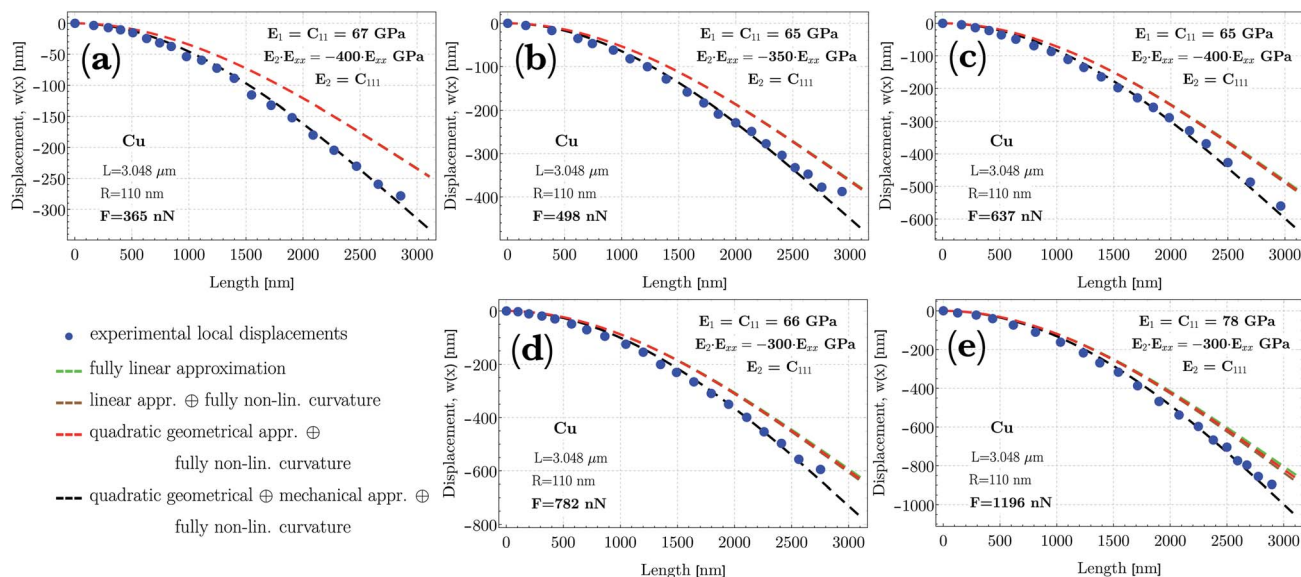 (a)
E₁ = C₁₁ = 67 GPa
E₂·Eₓₓ = −400·Eₓₓ GPa
E₂ = C₁₁₁
Cu
L=3.048 μm
R=110 nm
F=365 nN
Displacement, w(x) [nm]
0
−50
−100
−150
−200
−250
−300
0 500 1000 1500 2000 2500 3000
Length [nm]
(b)
E₁ = C₁₁ = 65 GPa
E₂·Eₓₓ = −350·Eₓₓ GPa
E₂ = C₁₁₁
Cu
L=3.048 μm
R=110 nm
F=498 nN
Displacement, w(x) [nm]
0
−100
−200
−300
−400
0 500 1000 1500 2000 2500 3000
Length [nm]
(c)
E₁ = C₁₁ = 65 GPa
E₂·Eₓₓ = −400·Eₓₓ GPa
E₂ = C₁₁₁
Cu
L=3.048 μm
R=110 nm
F=637 nN
Displacement, w(x) [nm]
0
−100
−200
−300
−400
−500
−600
0 500 1000 1500 2000 2500 3000
Length [nm]
experimental local displacements
fully linear approximation
linear appr. ⊕ fully non-lin. curvature
quadratic geometrical appr. ⊕
fully non-lin. curvature
quadratic geometrical ⊕ mechanical appr. ⊕
fully non-lin. curvature
(d)
E₁ = C₁₁ = 66 GPa
E₂·Eₓₓ = −300·Eₓₓ GPa
E₂ = C₁₁₁
Cu
L=3.048 μm
R=110 nm
F=782 nN
Displacement, w(x) [nm]
0
−200
−400
−600
−800
0 500 1000 1500 2000 2500 3000
Length [nm]
(e)
E₁ = C₁₁ = 78 GPa
E₂·Eₓₓ = −300·Eₓₓ GPa
E₂ = C₁₁₁
Cu
L=3.048 μm
R=110 nm
F=1196 nN
Displacement, w(x) [nm]
0
−200
−400
−600
−800
−1000
0 500 1000 1500 2000 2500 3000
Length [nm]